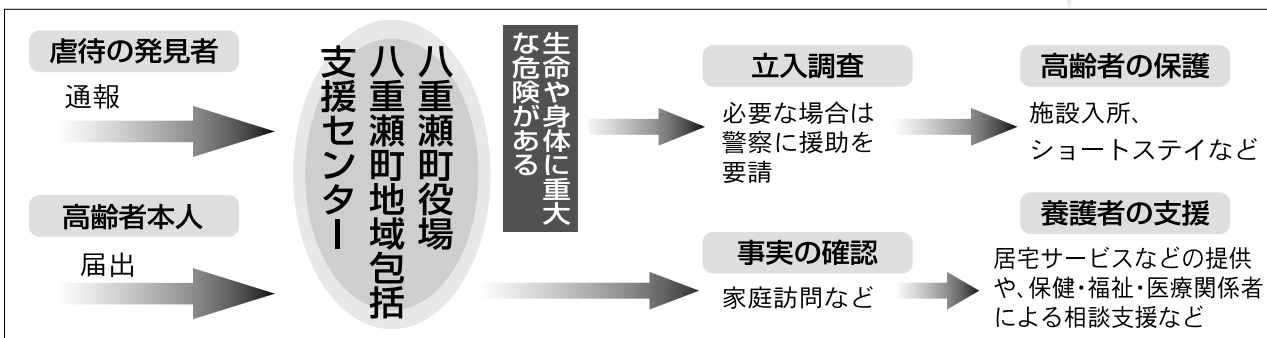 虐待の発見者
通報
高齢者本人
届出
八重瀬町役場
八重瀬町地域包括
支援センター
生命や身体に重大
な危険がある
立入調査
必要な場合は
警察に援助を
要請
高齢者の保護
施設入所、
ショートステイなど
事実の確認
家庭訪問など
養護者の支援
居宅サービスなどの提供
や、保健・福祉・医療関係者
による相談支援など